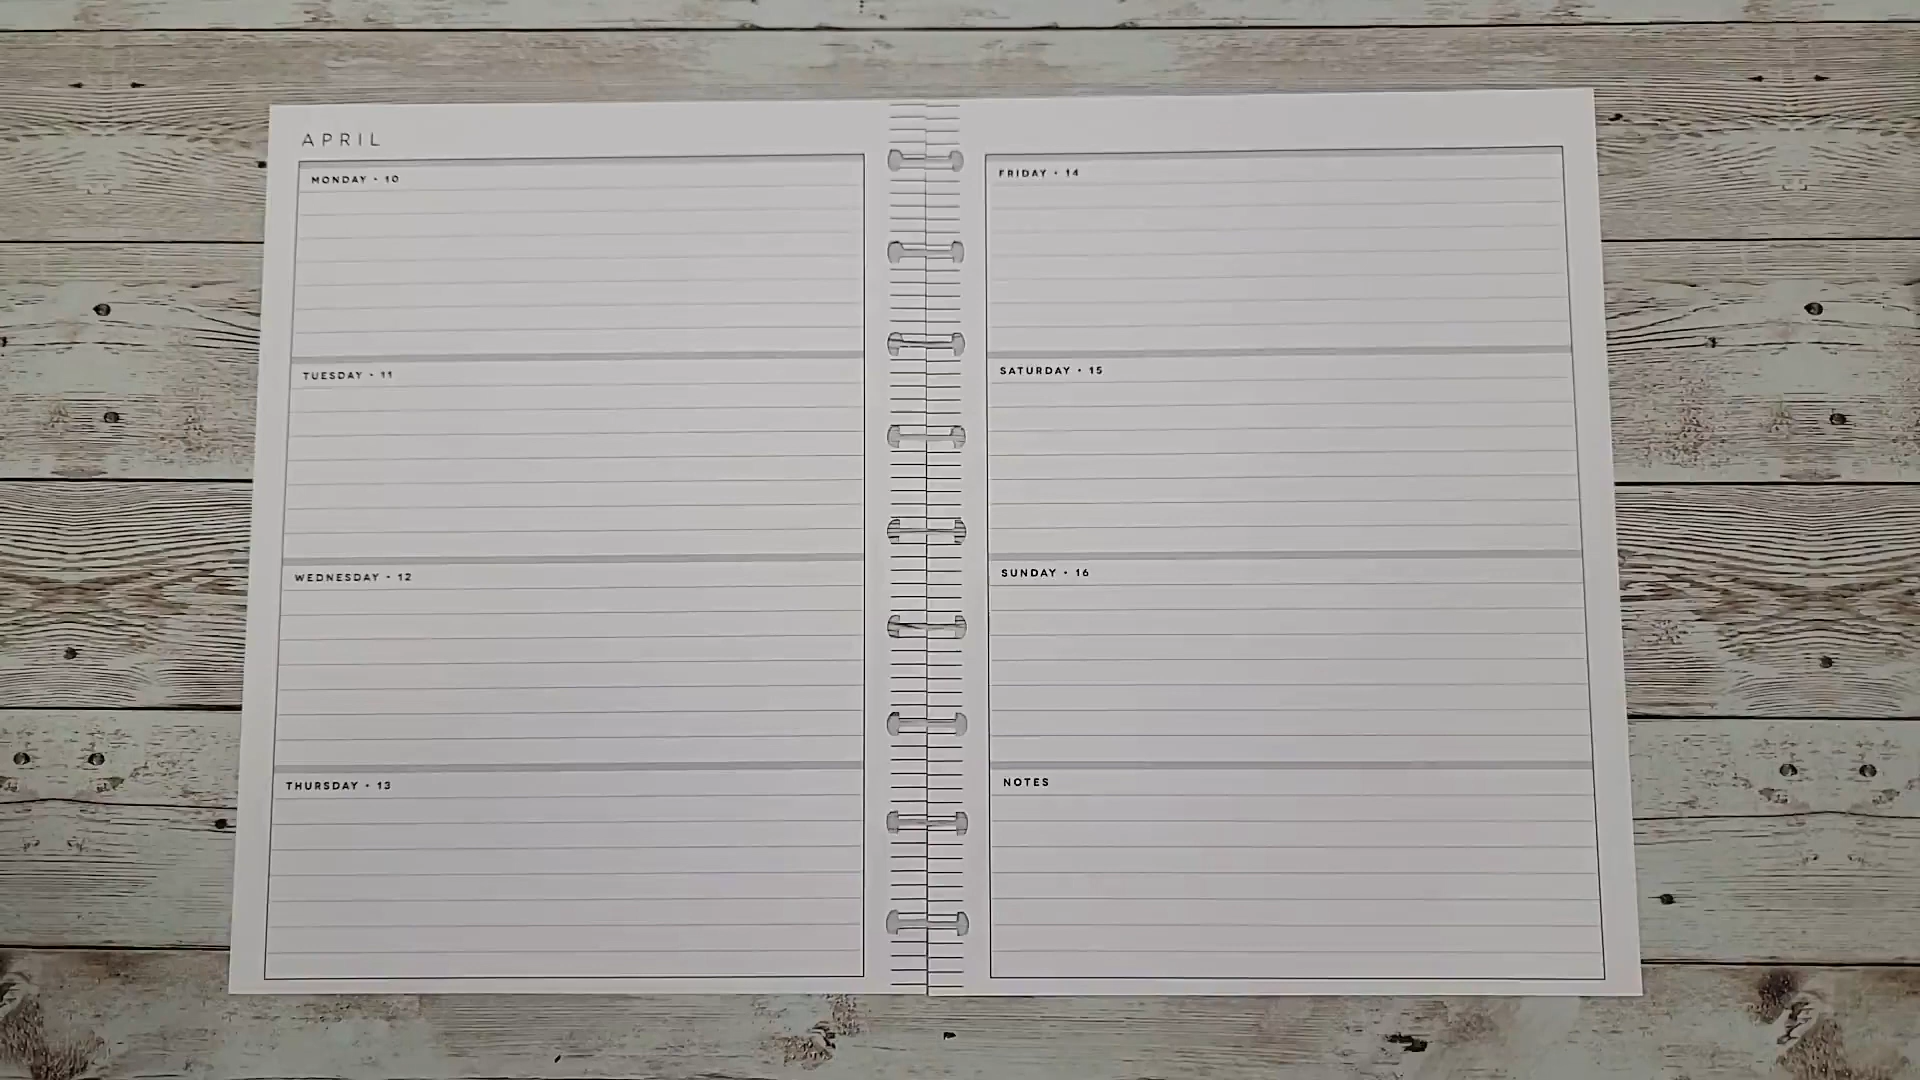 APRIL
MONDAY • 10
TUESDAY • 11
WEDNESDAY • 12
THURSDAY • 13
FRIDAY • 14
SATURDAY • 15
SUNDAY • 16
NOTES